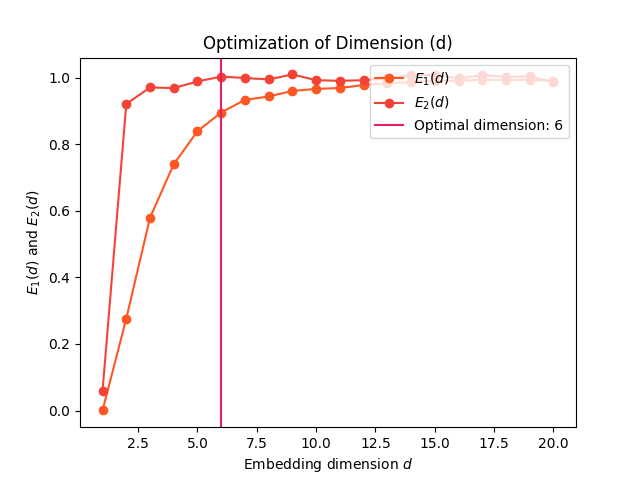 Optimization of Dimension (d)
E₁(d)
E₂(d)
Optimal dimension: 6
E₁(d) and E₂(d)
1.0
0.8
0.6
0.4
0.2
0.0
2.5 5.0 7.5 10.0 12.5 15.0 17.5 20.0
Embedding dimension d